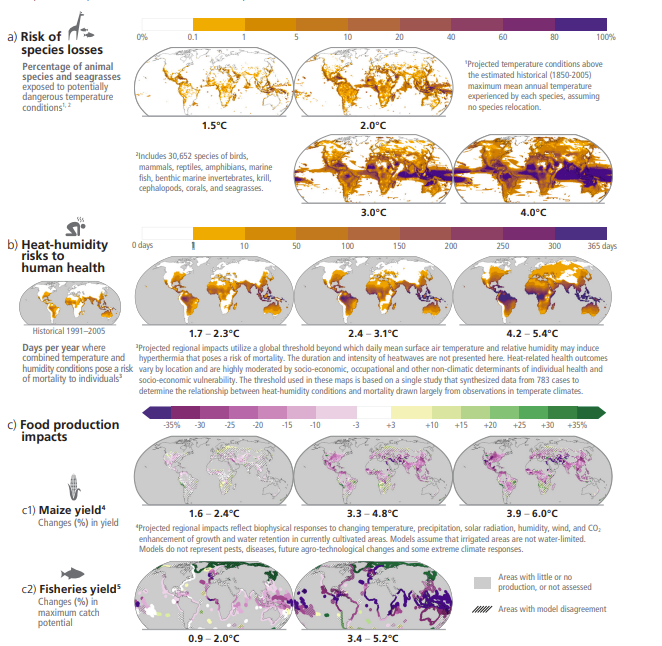 a) Risk of
species losses
Percentage of animal
species and seagrasses
exposed to potentially
dangerous temperature
conditions1, 2
0% 0.1 1 5 10 20 40 60 80 100%
¹Projected temperature conditions above
the estimated historical (1850-2005)
maximum mean annual temperature
experienced by each species, assuming
no species relocation.
1.5°C 2.0°C
²Includes 30,652 species of birds,
mammals, reptiles, amphibians, marine
fish, benthic marine invertebrates, krill,
cephalopods, corals, and seagrasses.
3.0°C 4.0°C
b) Heat-humidity
risks to
human health
0 days 1 10 50 100 150 200 250 300 365 days
Historical 1991–2005
Days per year where
combined temperature and
humidity conditions pose a risk
of mortality to individuals³
1.7 – 2.3°C 2.4 – 3.1°C 4.2 – 5.4°C
³Projected regional impacts utilize a global threshold beyond which daily mean surface air temperature and relative humidity may induce
hyperthermia that poses a risk of mortality. The duration and intensity of heatwaves are not presented here. Heat-related health outcomes
vary by location and are highly moderated by socio-economic, occupational and other non-climatic determinants of individual health and
socio-economic vulnerability. The threshold used in these maps is based on a single study that synthesized data from 783 cases to
determine the relationship between heat-humidity conditions and mortality drawn largely from observations in temperate climates.
c) Food production
impacts
-35% -30 -25 -20 -15 -10 -3 +3 +10 +15 +20 +25 +30 +35%
c1) Maize yield⁴
Changes (%) in yield
1.6 – 2.4°C 3.3 – 4.8°C 3.9 – 6.0°C
⁴Projected regional impacts reflect biophysical responses to changing temperature, precipitation, solar radiation, humidity, wind, and CO₂
enhancement of growth and water retention in currently cultivated areas. Models assume that irrigated areas are not water-limited.
Models do not represent pests, diseases, future agro-technological changes and some extreme climate responses.
c2) Fisheries yield⁵
Changes (%) in
maximum catch
potential
0.9 – 2.0°C 3.4 – 5.2°C
Areas with little or no
production, or not assessed
Areas with model disagreement